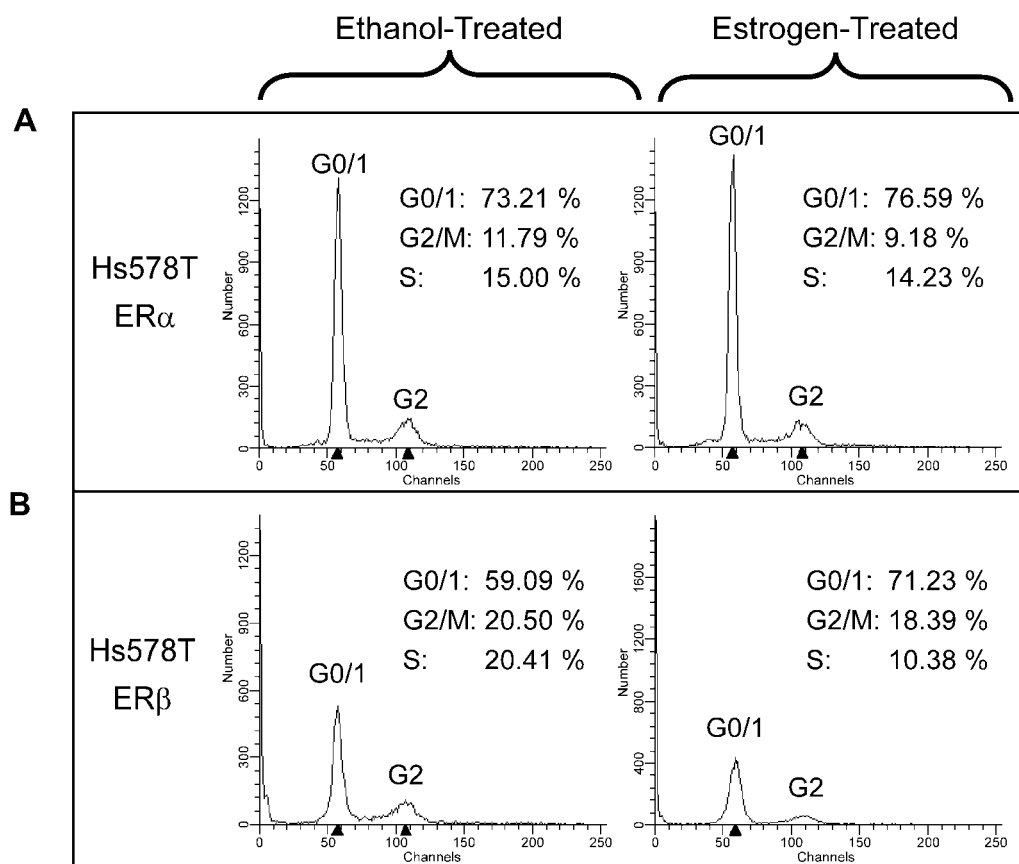 Ethanol-Treated
Estrogen-Treated
A
Hs578T
ERα
Number
1200
900
600
300
0
G0/1
G0/1: 73.21 %
G2/M: 11.79 %
S: 15.00 %
G2
0 50 100 150 200 250
Channels
Number
1200
900
600
300
0
G0/1
G0/1: 76.59 %
G2/M: 9.18 %
S: 14.23 %
G2
0 50 100 150 200 250
Channels
B
Hs578T
ERβ
Number
1200
900
600
300
0
G0/1: 59.09 %
G2/M: 20.50 %
S: 20.41 %
G0/1
G2
0 50 100 150 200 250
Channels
Number
1600
1200
800
400
0
G0/1: 71.23 %
G2/M: 18.39 %
S: 10.38 %
G0/1
G2
0 50 100 150 200 250
Channels